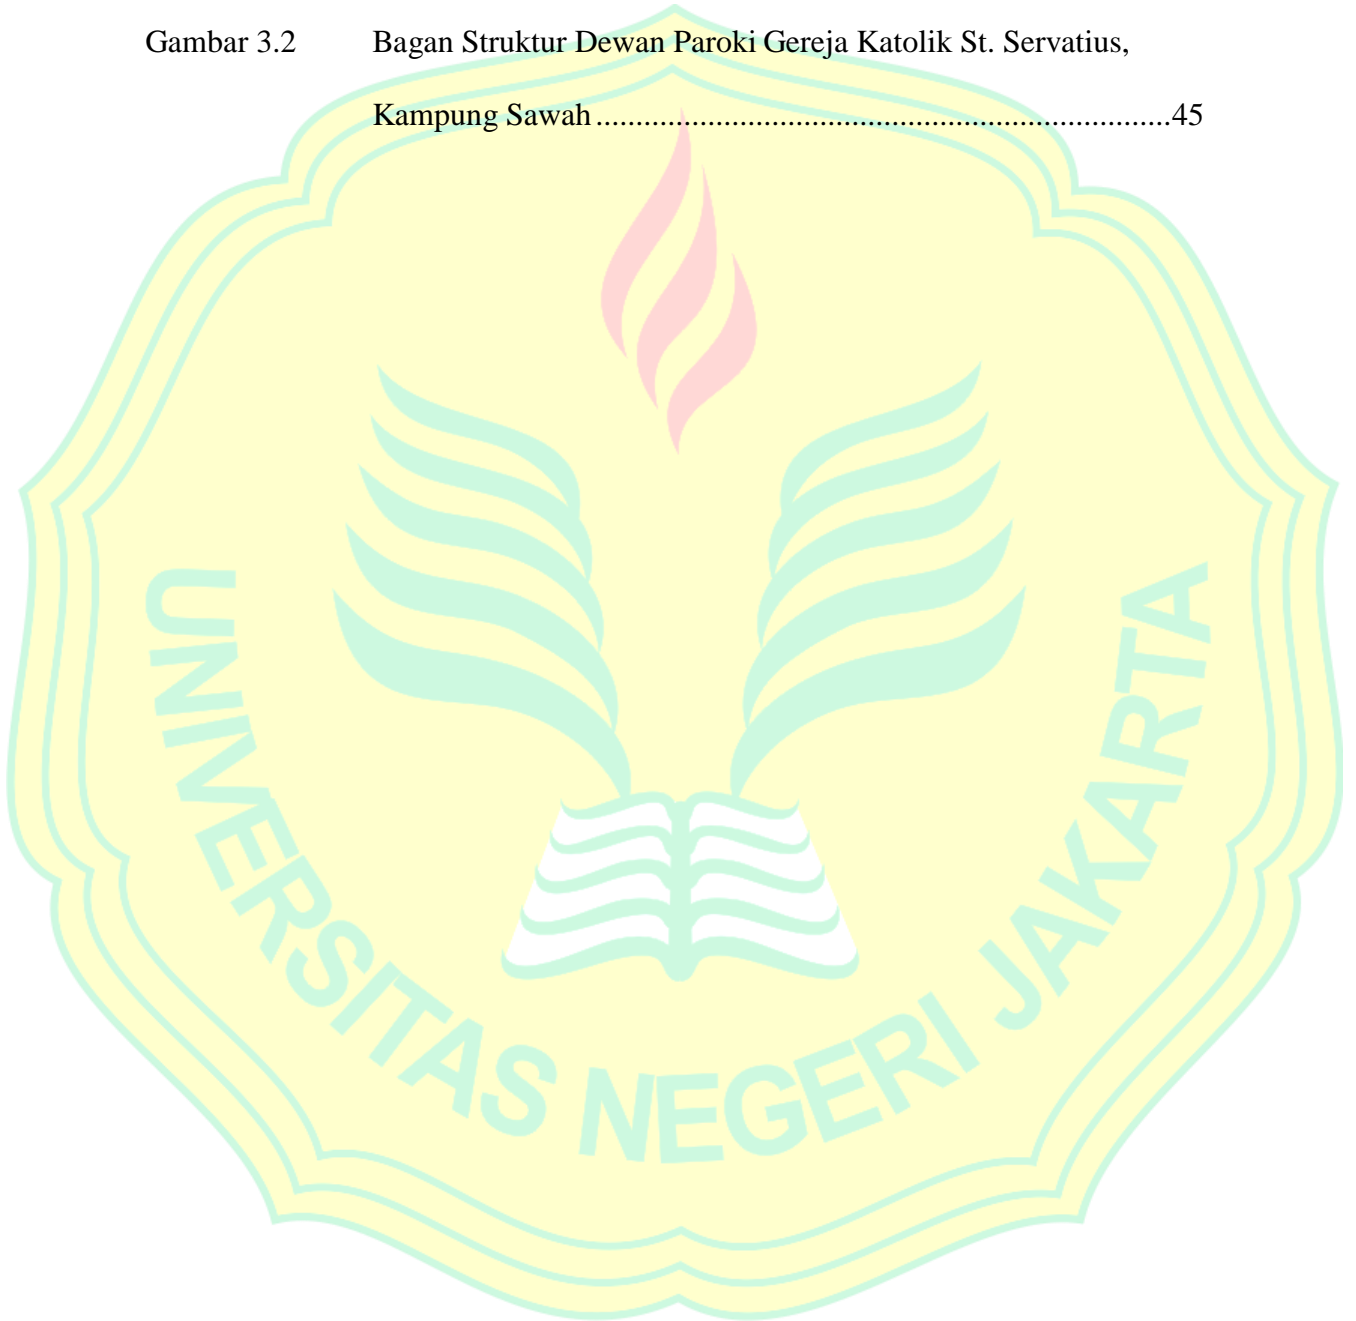 Gambar 3.2 Bagan Struktur Dewan Paroki Gereja Katolik St. Servatius,
Kampung Sawah ........................................................................45
UNIVERSITAS NEGERI JAKARTA